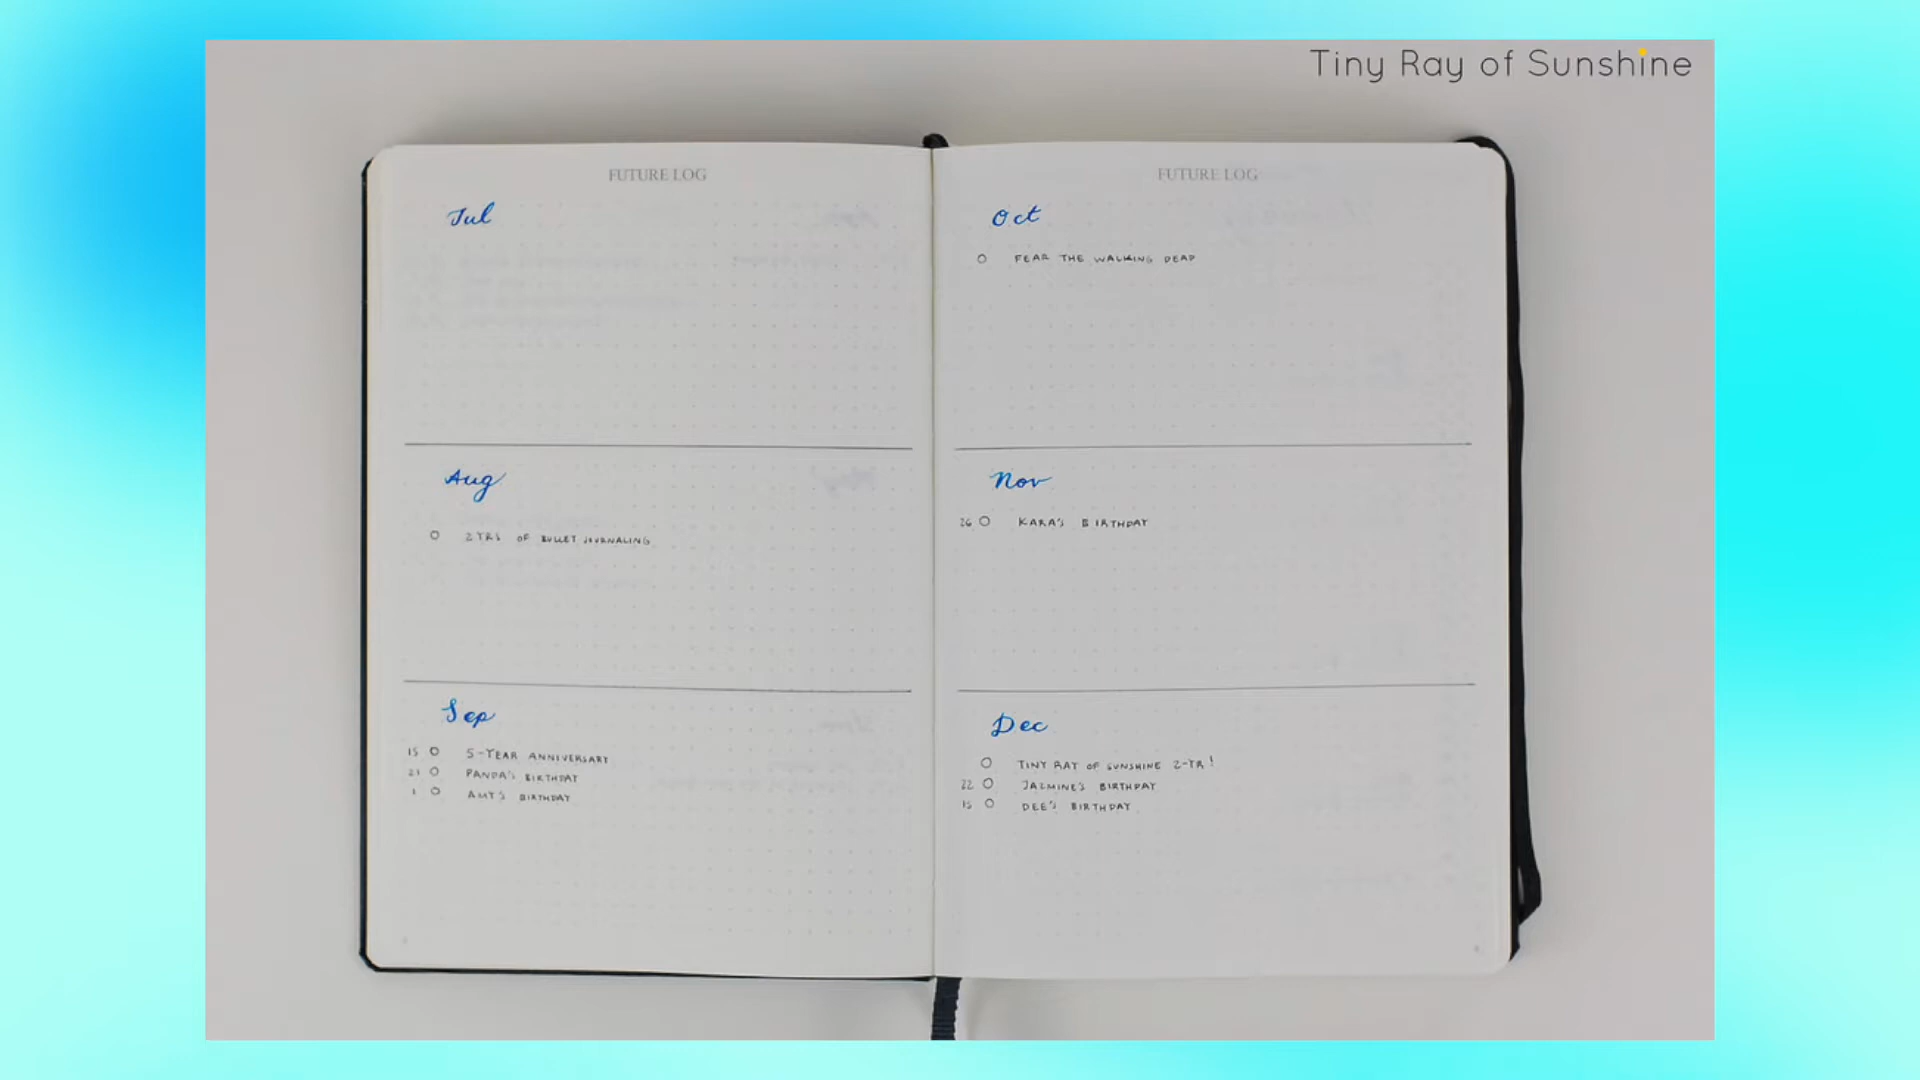 Tiny Ray of Sunshine
FUTURE LOG
Jul
Aug
2 YRS OF BULLET JOURNALING
Sep
15 5-YEAR ANNIVERSARY
21 PANDA'S BIRTHDAY
1 AMY'S BIRTHDAY
FUTURE LOG
Oct
FEAR THE WALKING DEAD
Nov
26 KARA'S BIRTHDAY
Dec
TINY RAY OF SUNSHINE 2-YR!
22 JAZMINE'S BIRTHDAY
15 DEE'S BIRTHDAY